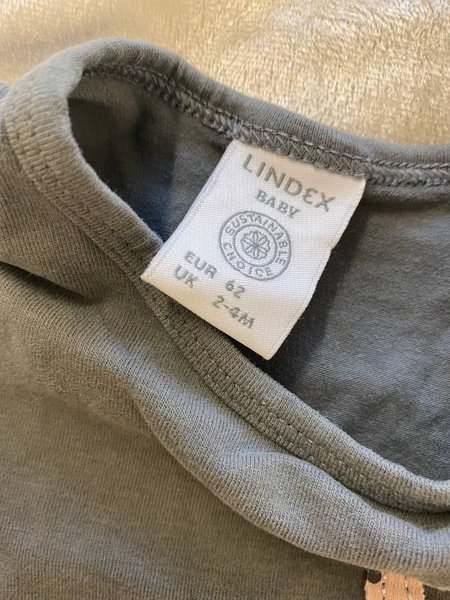 LINDEX
BABY
SUSTAINABLE
CHOICE
EUR 62
UK 2-4M